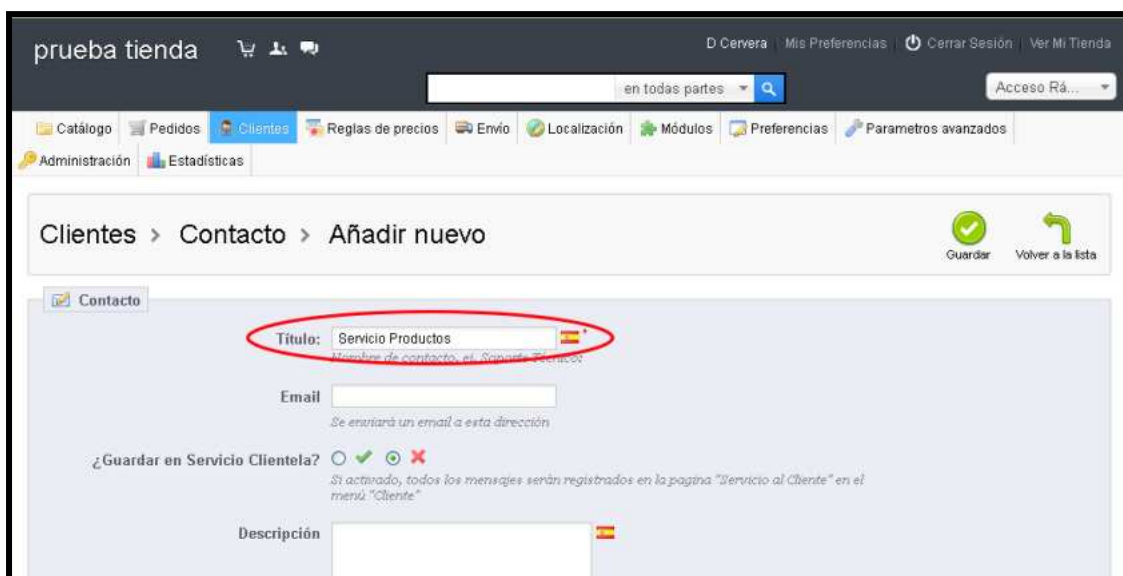 prueba tienda
D Cervera Mis Preferencias Cerrar Sesión Ver Mi Tienda
en todas partes Acceso Rá...
Catálogo Pedidos Clientes Reglas de precios Envío Localización Módulos Preferencias Parametros avanzados
Administración Estadísticas
Clientes > Contacto > Añadir nuevo
Guardar Volver a la lista
Contacto
Título: Servicio Productos *
Nombre de contacto, ej. Soporte Técnicos
Email
Se enviará un email a esta dirección
¿Guardar en Servicio Clientela?
Si activado, todos los mensajes serán registrados en la pagina "Servicio al Cliente" en el
menú "Cliente"
Descripción